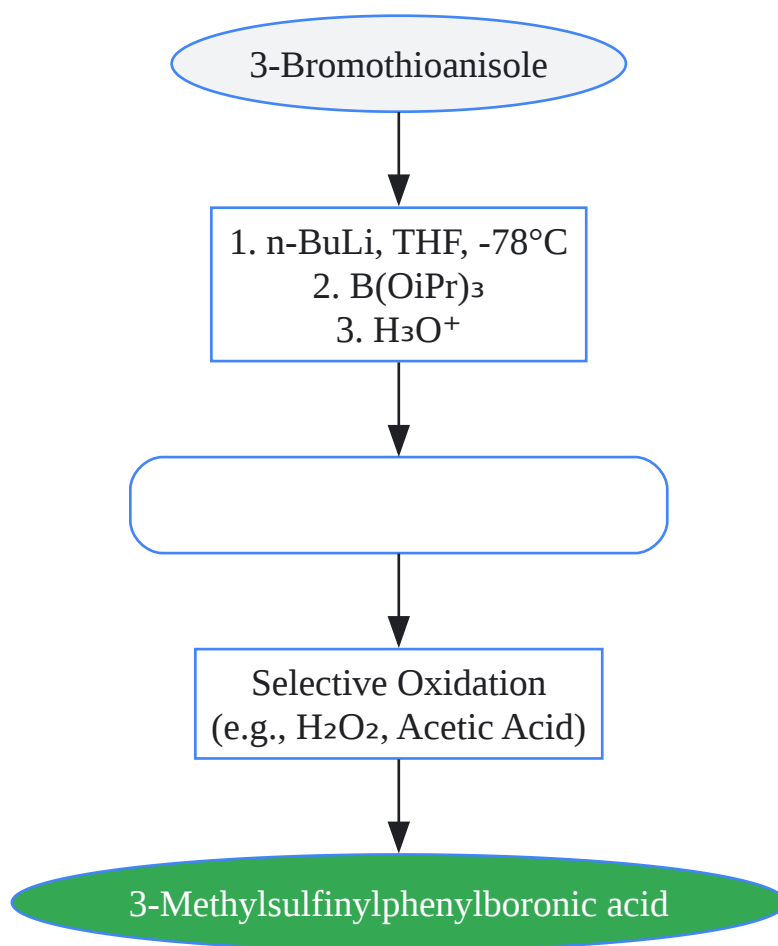 3-Bromothioanisole
1. n-BuLi, THF, -78°C
2. B(OiPr)₃
3. H₃O⁺
Selective Oxidation
(e.g., H₂O₂, Acetic Acid)
3-Methylsulfinylphenylboronic acid